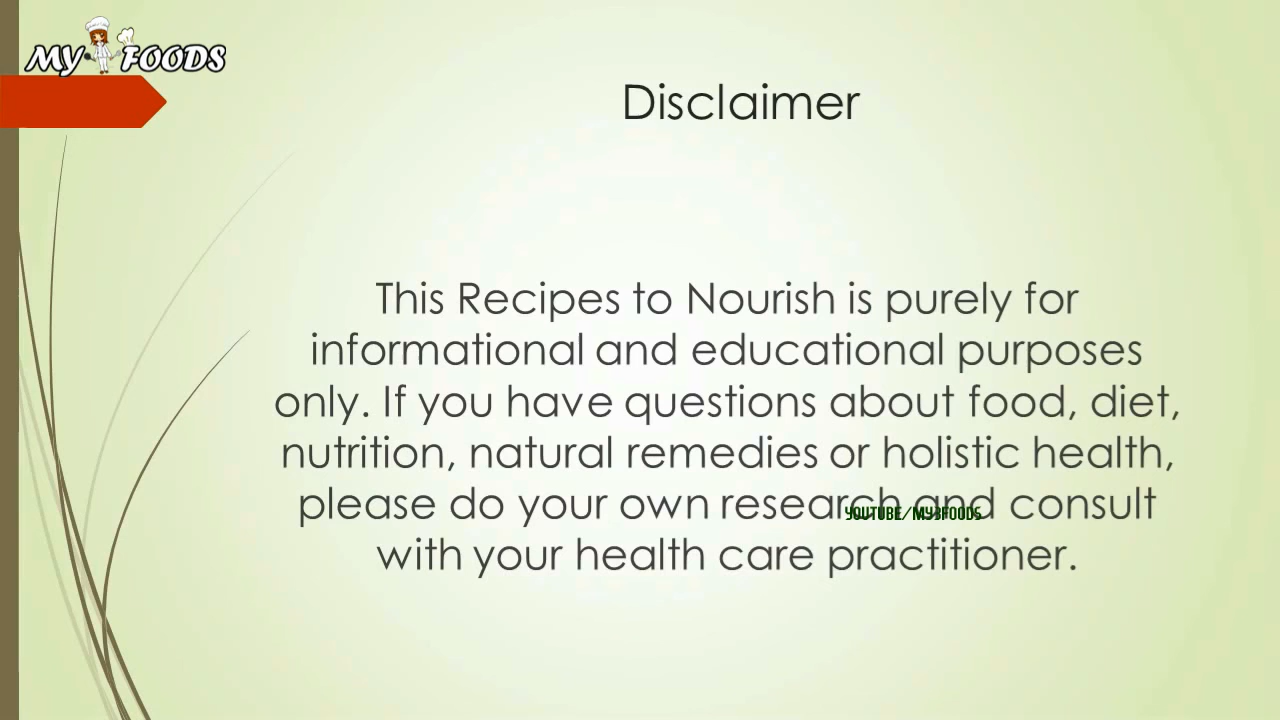 MY FOODS
Disclaimer
This Recipes to Nourish is purely for
informational and educational purposes
only. If you have questions about food, diet,
nutrition, natural remedies or holistic health,
please do your own research and consult
YOUTUBE/MY3FOODS
with your health care practitioner.